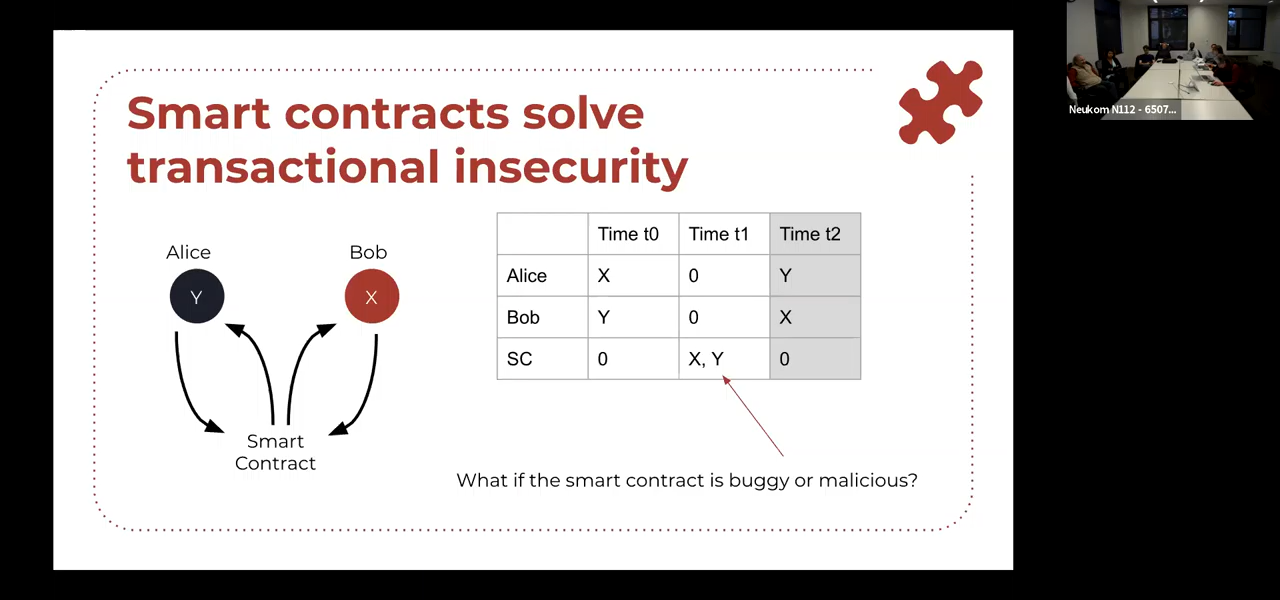 Smart contracts solve
transactional insecurity
Alice
Bob
Y
X
Smart
Contract
Time t0 Time t1 Time t2
Alice X 0 Y
Bob Y 0 X
SC 0 X, Y 0
What if the smart contract is buggy or malicious?
Neukom N112 - 6507...